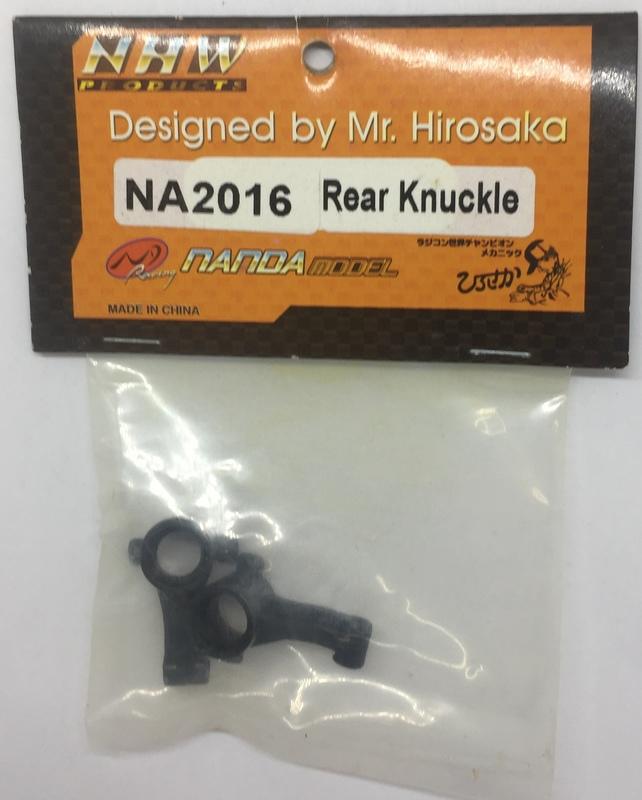 NHW
PRODUCTS
Designed by Mr. Hirosaka
NA2016 Rear Knuckle
Racing NANDA MODEL
ラジコン世界チャンピオン
メカニック
ひろさか
MADE IN CHINA